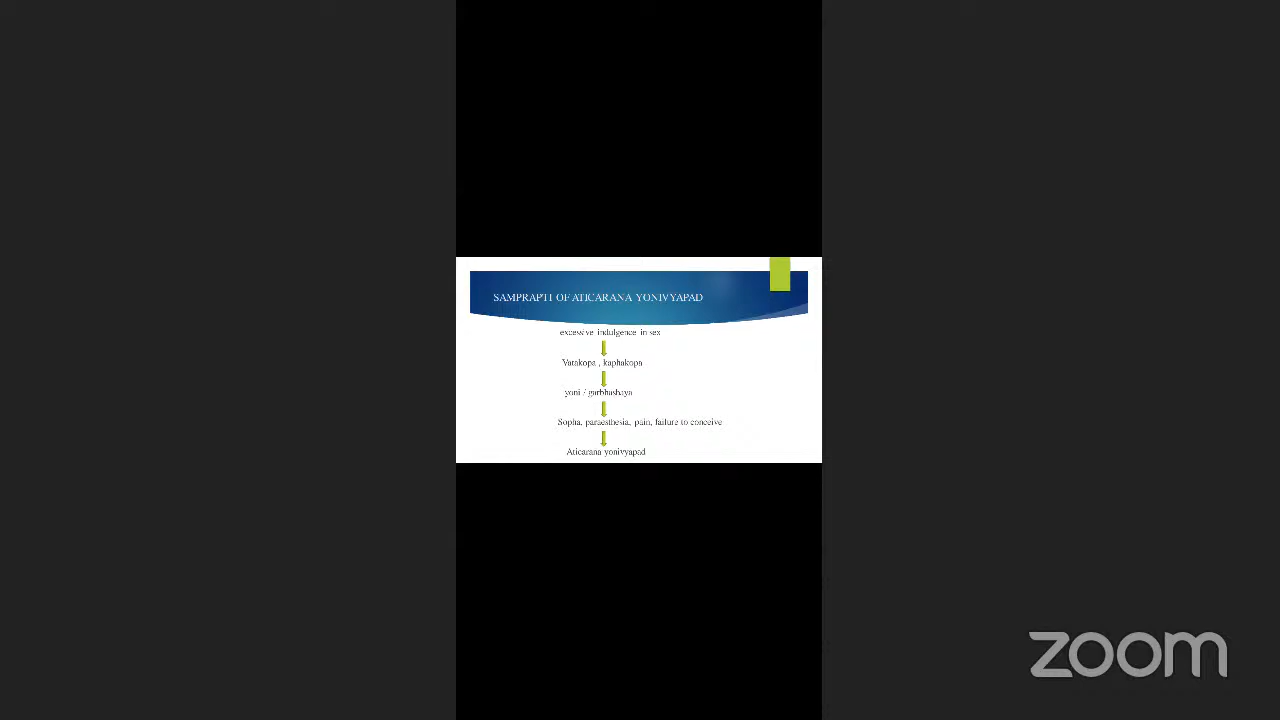 SAMPRAPTI OF ATICARANA YONIVYAPAD
excessive indulgence in sex
Vatakopa , kaphakopa
yoni / garbhashaya
Sopha, paraesthesia, pain, failure to conceive
Aticarana yonivyapad
zoom